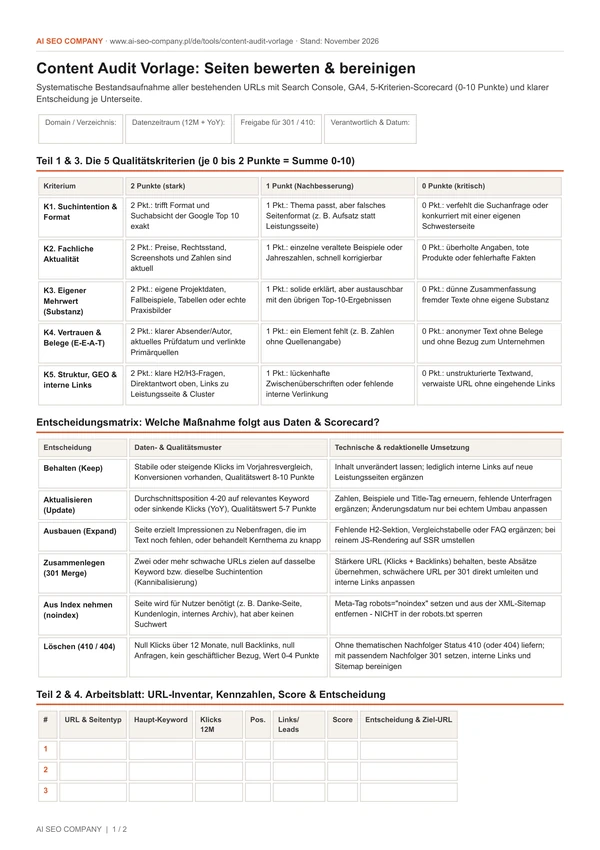 AI SEO COMPANY · www.ai-seo-company.pl/de/tools/content-audit-vorlage · Stand: November 2026
Content Audit Vorlage: Seiten bewerten & bereinigen
Systematische Bestandsaufnahme aller bestehenden URLs mit Search Console, GA4, 5-Kriterien-Scorecard (0-10 Punkte) und klarer
Entscheidung je Unterseite.
Domain / Verzeichnis:
Datenzeitraum (12M + YoY):
Freigabe für 301 / 410:
Verantwortlich & Datum:
Teil 1 & 3. Die 5 Qualitätskriterien (je 0 bis 2 Punkte = Summe 0-10)
Kriterium
2 Punkte (stark)
1 Punkt (Nachbesserung)
0 Punkte (kritisch)
K1. Suchintention &
Format
2 Pkt.: trifft Format und
Suchabsicht der Google Top 10
exakt
1 Pkt.: Thema passt, aber falsches
Seitenformat (z. B. Aufsatz statt
Leistungsseite)
0 Pkt.: verfehlt die Suchanfrage oder
konkurriert mit einer eigenen
Schwesterseite
K2. Fachliche
Aktualität
2 Pkt.: Preise, Rechtsstand,
Screenshots und Zahlen sind
aktuell
1 Pkt.: einzelne veraltete Beispiele oder
Jahreszahlen, schnell korrigierbar
0 Pkt.: überholte Angaben, tote
Produkte oder fehlerhafte Fakten
K3. Eigener
Mehrwert
(Substanz)
2 Pkt.: eigene Projektdaten,
Fallbeispiele, Tabellen oder echte
Praxisbilder
1 Pkt.: solide erklärt, aber austauschbar
mit den übrigen Top-10-Ergebnissen
0 Pkt.: dünne Zusammenfassung
fremder Texte ohne eigene Substanz
K4. Vertrauen &
Belege (E-E-A-T)
2 Pkt.: klarer Absender/Autor,
aktuelles Prüfdatum und verlinkte
Primärquellen
1 Pkt.: ein Element fehlt (z. B. Zahlen
ohne Quellenangabe)
0 Pkt.: anonymer Text ohne Belege
und ohne Bezug zum Unternehmen
K5. Struktur, GEO &
interne Links
2 Pkt.: klare H2/H3-Fragen,
Direktantwort oben, Links zu
Leistungsseite & Cluster
1 Pkt.: lückenhafte
Zwischenüberschriften oder fehlende
interne Verlinkung
0 Pkt.: unstrukturierte Textwand,
verwaiste URL ohne eingehende Links
Entscheidungsmatrix: Welche Maßnahme folgt aus Daten & Scorecard?
Entscheidung
Daten- & Qualitätsmuster
Technische & redaktionelle Umsetzung
Behalten (Keep)
Stabile oder steigende Klicks im Vorjahresvergleich,
Konversionen vorhanden, Qualitätswert 8-10 Punkte
Inhalt unverändert lassen; lediglich interne Links auf neue
Leistungsseiten ergänzen
Aktualisieren
(Update)
Durchschnittsposition 4-20 auf relevantes Keyword
oder sinkende Klicks (YoY), Qualitätswert 5-7 Punkte
Zahlen, Beispiele und Title-Tag erneuern, fehlende Unterfragen
ergänzen; Änderungsdatum nur bei echtem Umbau anpassen
Ausbauen (Expand)
Seite erzielt Impressionen zu Nebenfragen, die im
Text noch fehlen, oder behandelt Kernthema zu knapp
Fehlende H2-Sektion, Vergleichstabelle oder FAQ ergänzen; bei
reinem JS-Rendering auf SSR umstellen
Zusammenlegen
(301 Merge)
Zwei oder mehr schwache URLs zielen auf dasselbe
Keyword bzw. dieselbe Suchintention
(Kannibalisierung)
Stärkere URL (Klicks + Backlinks) behalten, beste Absätze
übernehmen, schwächere URL per 301 direkt umleiten und
interne Links anpassen
Aus Index nehmen
(noindex)
Seite wird für Nutzer benötigt (z. B. Danke-Seite,
Kundenlogin, internes Archiv), hat aber keinen
Suchwert
Meta-Tag robots="noindex" setzen und aus der XML-Sitemap
entfernen - NICHT in der robots.txt sperren
Löschen (410 / 404)
Null Klicks über 12 Monate, null Backlinks, null
Anfragen, kein geschäftlicher Bezug, Wert 0-4 Punkte
Ohne thematischen Nachfolger Status 410 (oder 404) liefern;
mit passendem Nachfolger 301 setzen, interne Links und
Sitemap bereinigen
Teil 2 & 4. Arbeitsblatt: URL-Inventar, Kennzahlen, Score & Entscheidung
#
URL & Seitentyp
Haupt-Keyword
Klicks
12M
Pos.
Links/
Leads
Score
Entscheidung & Ziel-URL
1
2
3
AI SEO COMPANY | 1 / 2